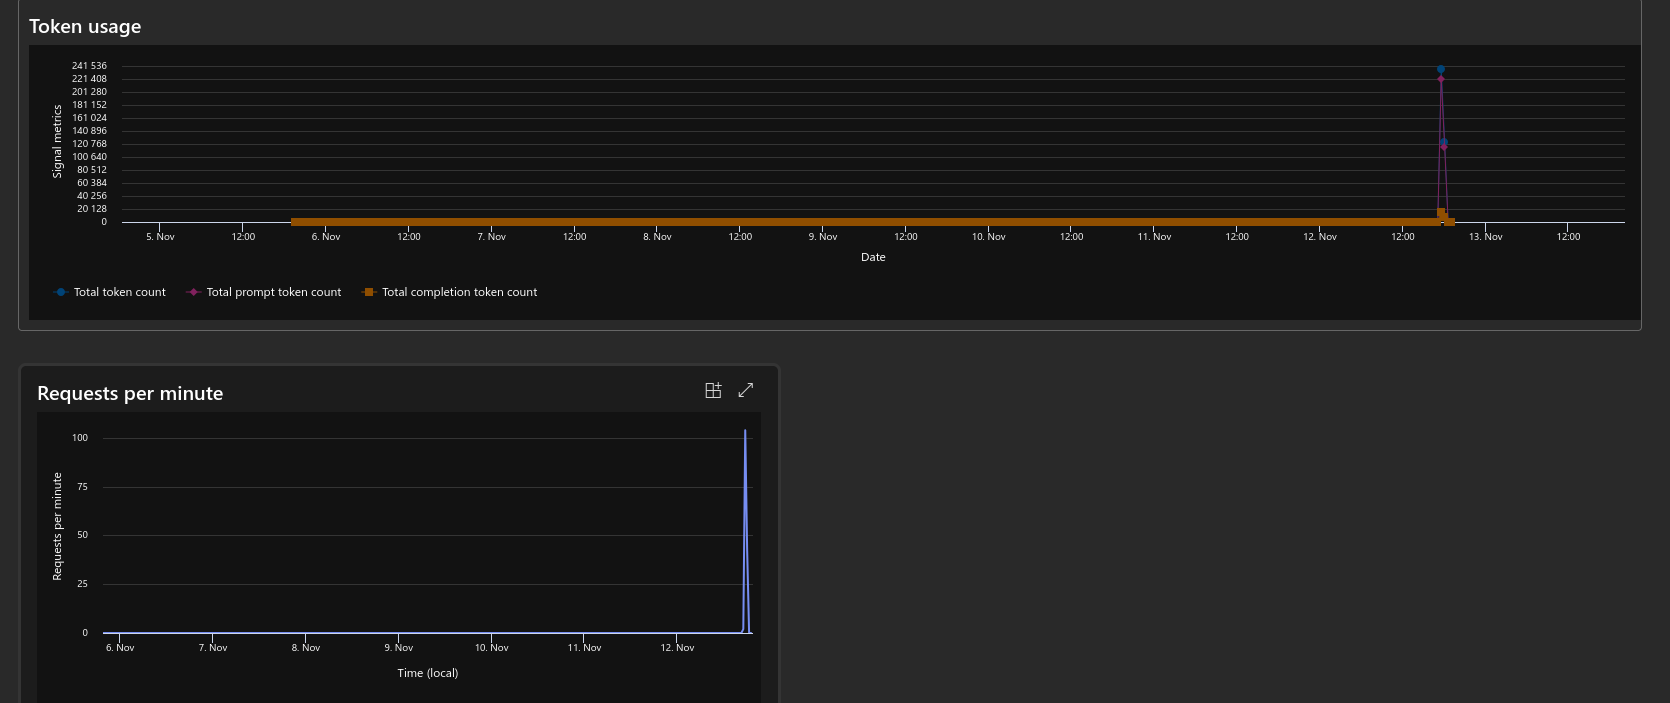 Token usage
241 536
221 408
201 280
181 152
161 024
140 896
120 768
100 640
80 512
60 384
40 256
20 128
0
Signal metrics
5. Nov 12:00 6. Nov 12:00 7. Nov 12:00 8. Nov 12:00 9. Nov 12:00 10. Nov 12:00 11. Nov 12:00 12. Nov 12:00 13. Nov 12:00
Date
Total token count Total prompt token count Total completion token count
Requests per minute
100
75
50
25
0
Requests per minute
6. Nov 7. Nov 8. Nov 9. Nov 10. Nov 11. Nov 12. Nov
Time (local)